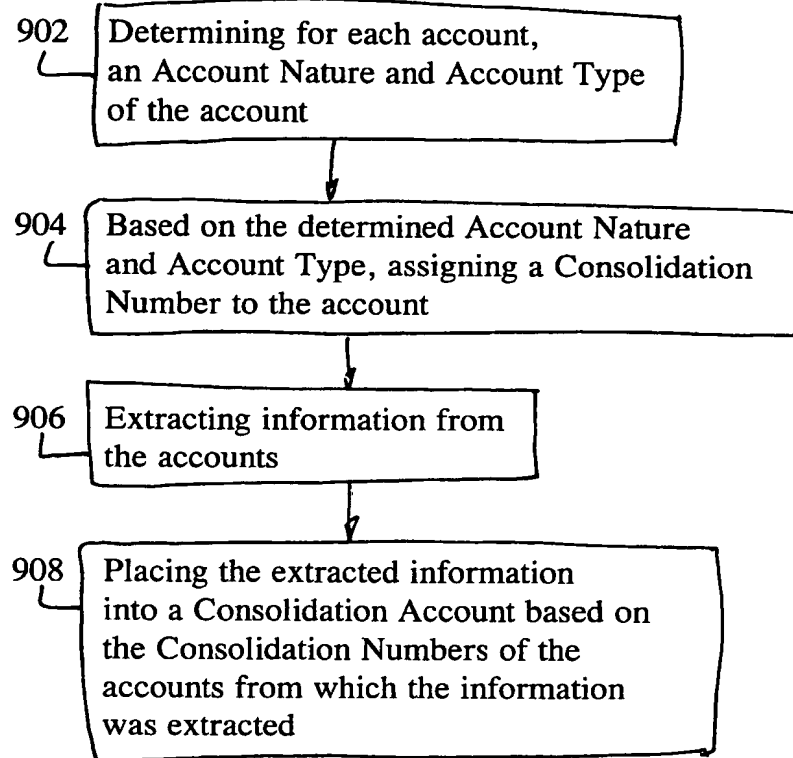 902 Determining for each account,
an Account Nature and Account Type
of the account
904 Based on the determined Account Nature
and Account Type, assigning a Consolidation
Number to the account
906 Extracting information from
the accounts
908 Placing the extracted information
into a Consolidation Account based on
the Consolidation Numbers of the
accounts from which the information
was extracted